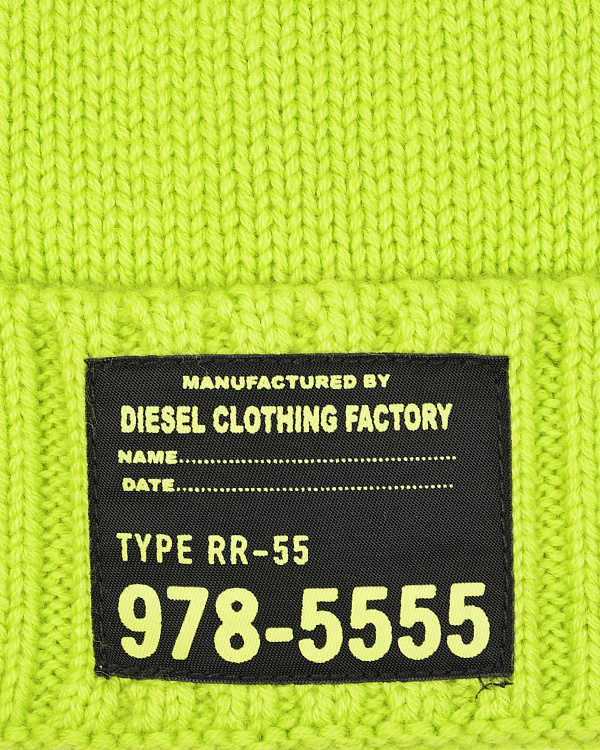 MANUFACTURED BY
DIESEL CLOTHING FACTORY
NAME....................................................
DATE....................................................
TYPE RR-55
978-5555